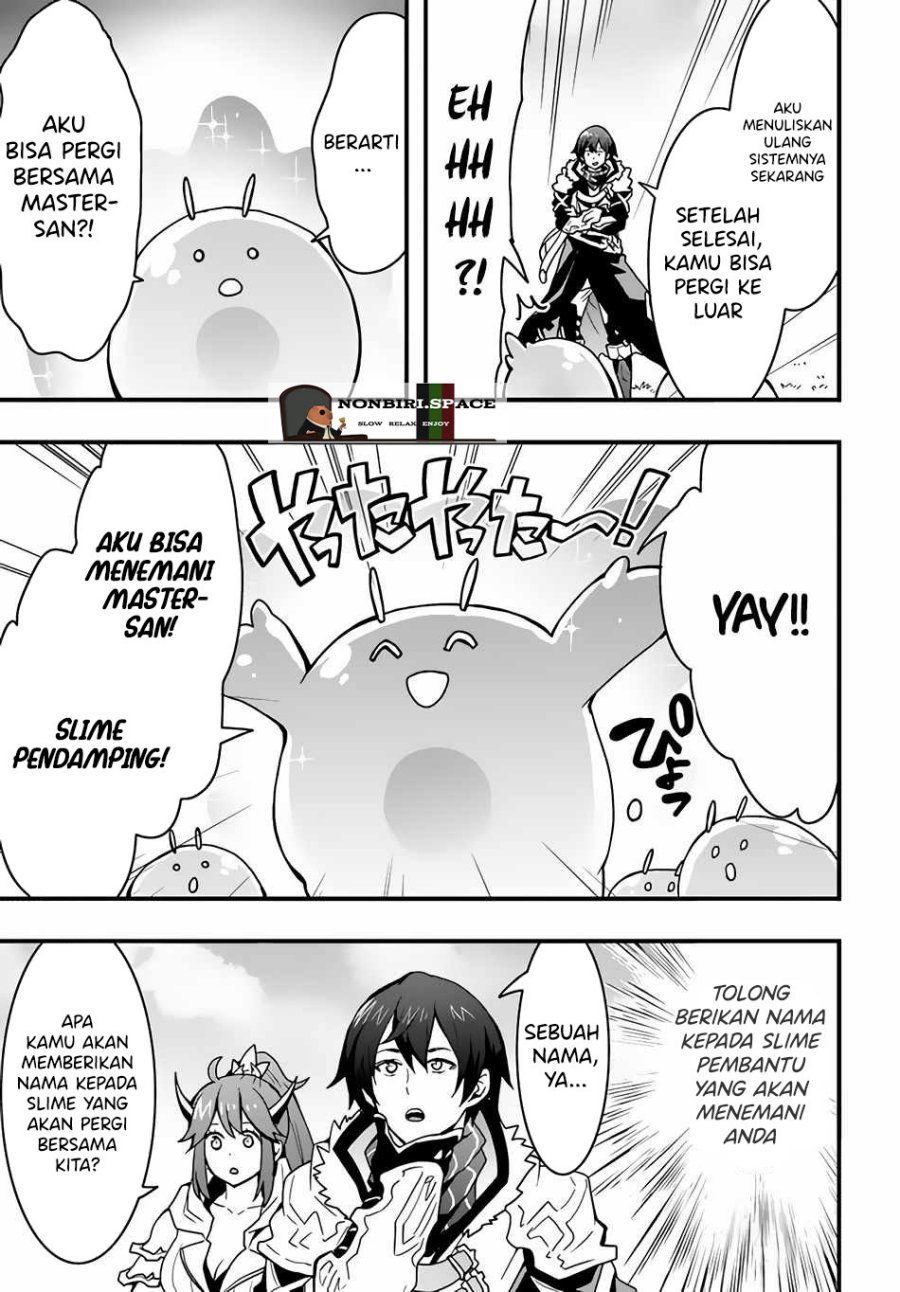 AKU
MENULISKAN
ULANG
SISTEMNYA
SEKARANG
SETELAH
SELESAI,
KAMU BISA
PERGI KE
LUAR
EH
HH
HH
HH
?!
BERARTI
...
AKU
BISA PERGI
BERSAMA
MASTER-
SAN?!
NONBIRI.SPACE
SLOW RELAX ENJOY
YAY!!
やったやった〜!
ぴょっ
AKU BISA
MENEMANI
MASTER-
SAN!
SLIME
PENDAMPING!
TOLONG
BERIKAN NAMA
KEPADA SLIME
PEMBANTU
YANG AKAN
MENEMANI
ANDA
SEBUAH
NAMA,
YA...
APA
KAMU AKAN
MEMBERIKAN
NAMA KEPADA
SLIME YANG
AKAN PERGI
BERSAMA
KITA?